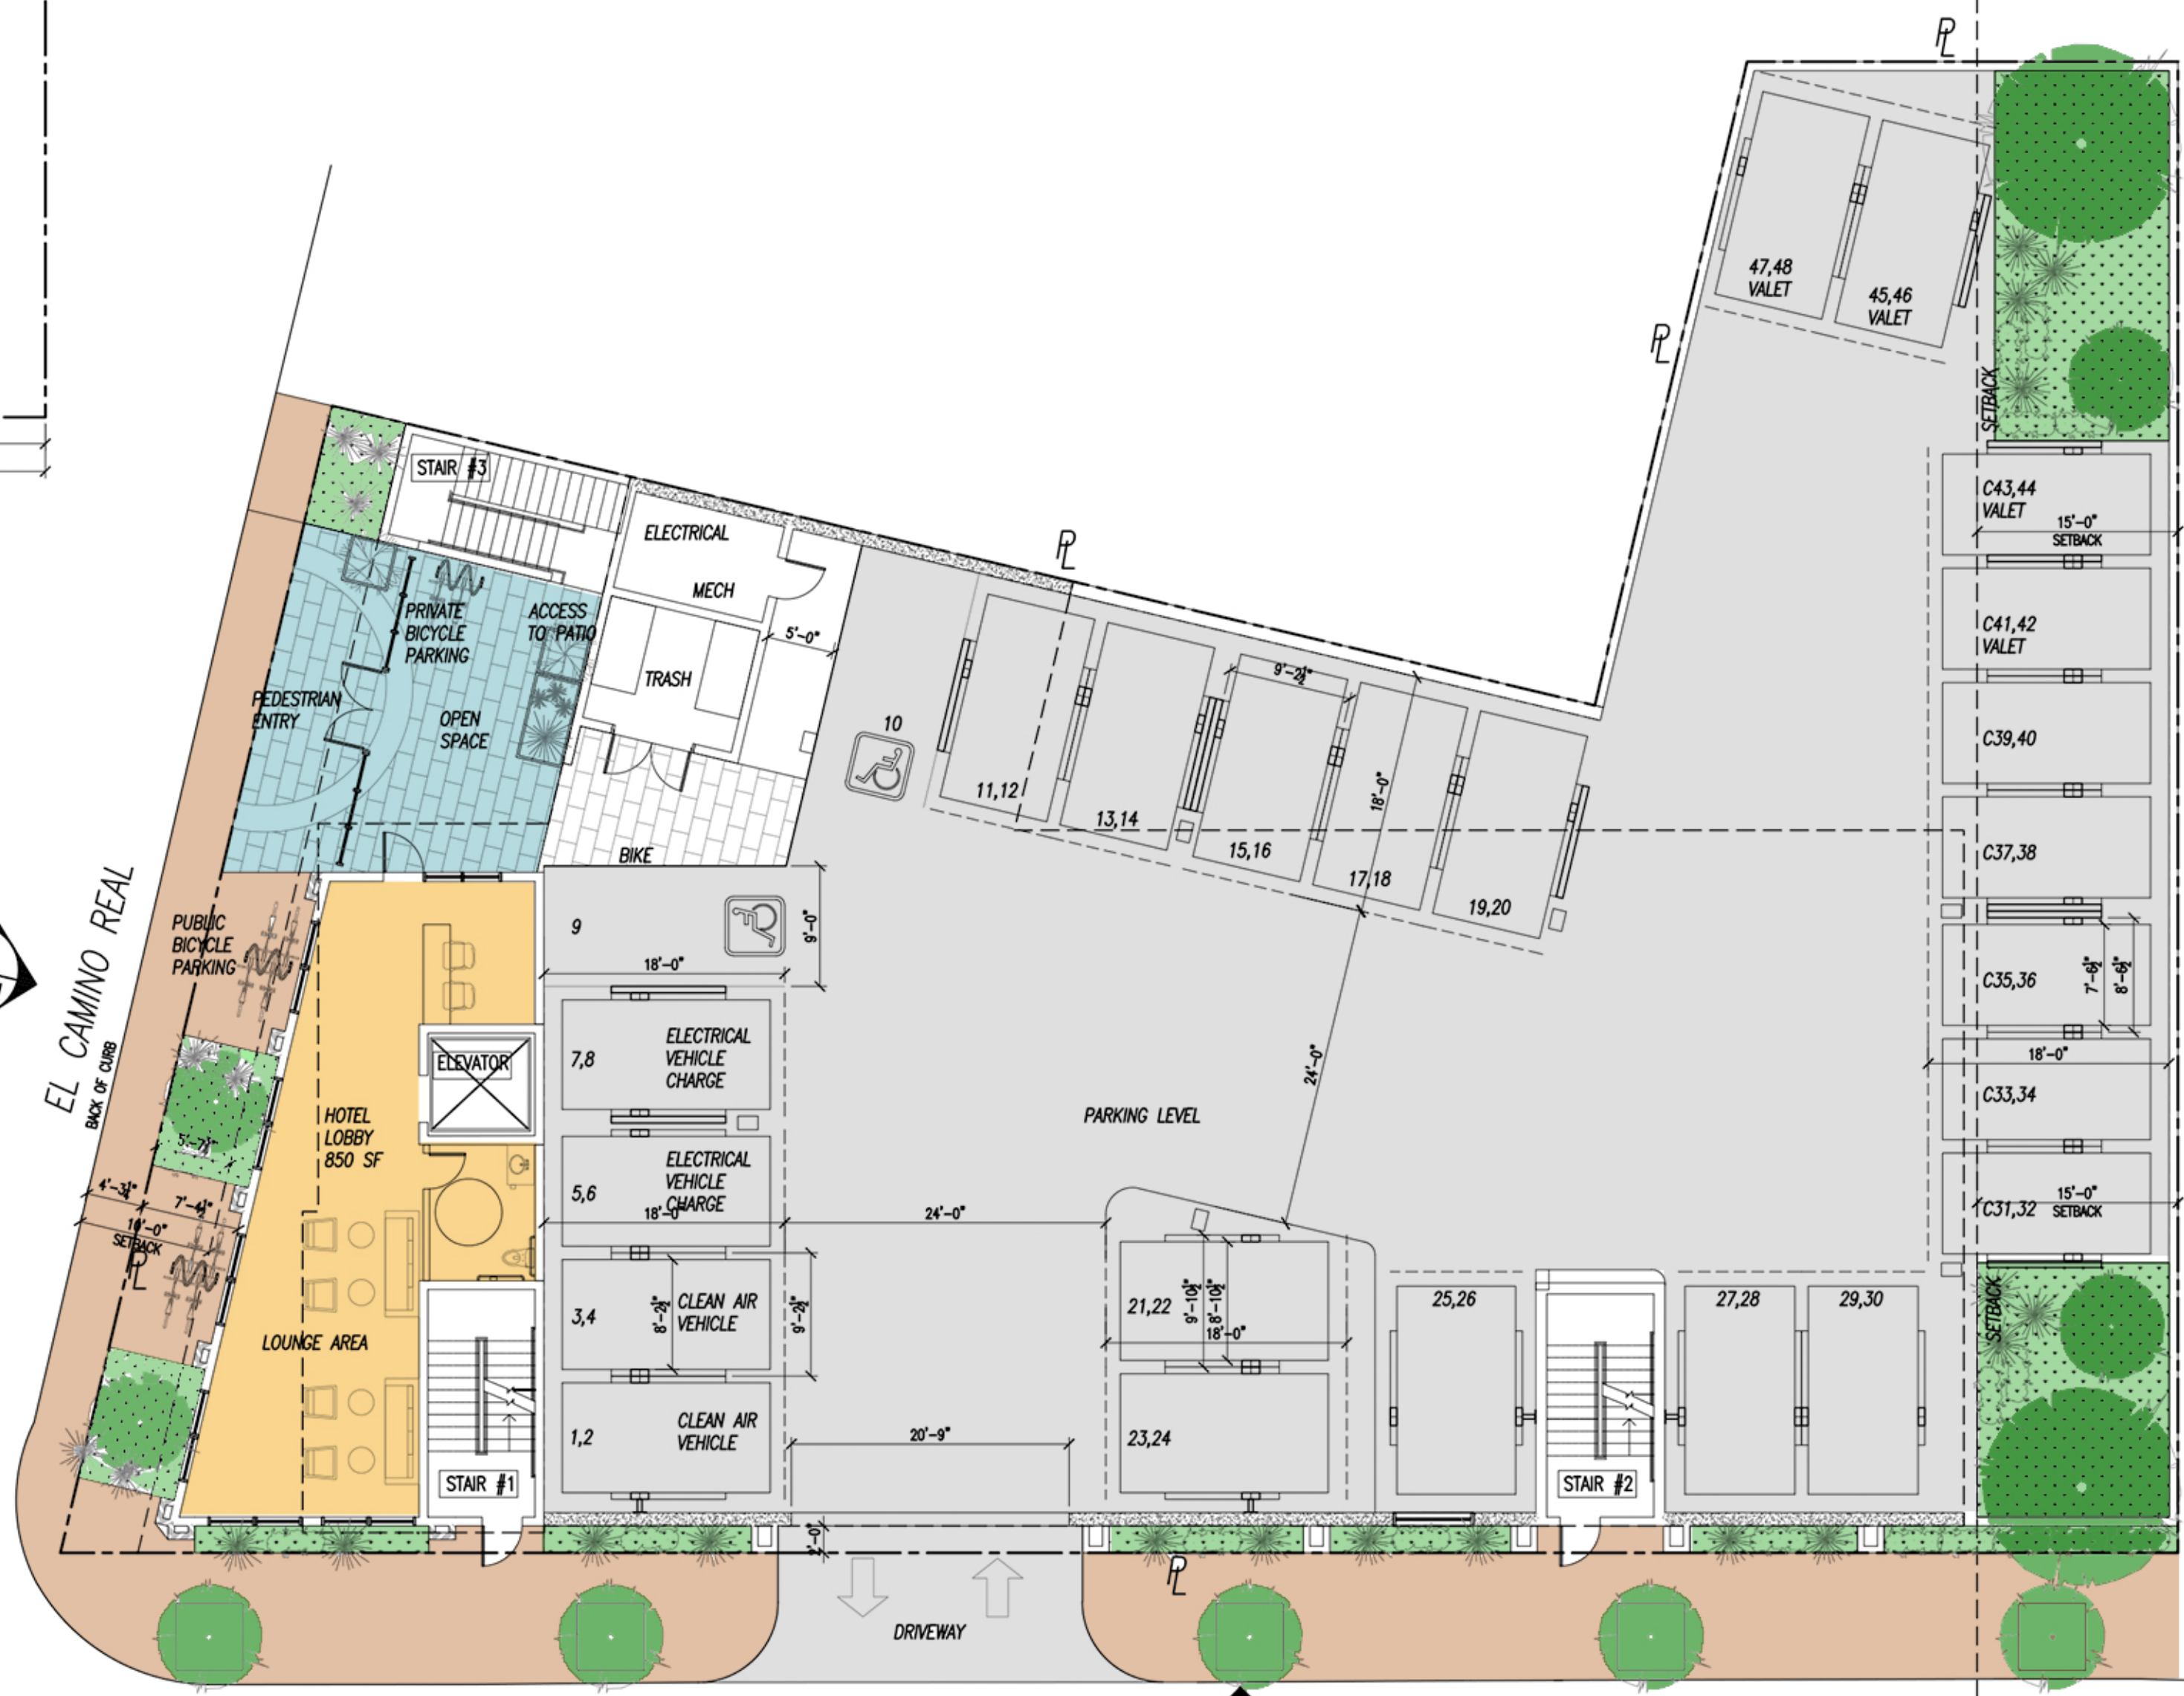 PL
47,48
VALET
45,46
VALET
PL
SETBACK
STAIR #3
ELECTRICAL
MECH
PL
C43,44
VALET
15'-0"
SETBACK
PRIVATE
BICYCLE
PARKING
ACCESS
TO PATIO
5'-0"
C41,42
VALET
TRASH
9'-2½"
PEDESTRIAN
ENTRY
OPEN
SPACE
10
C39,40
11,12
18'-0"
13,14
15,16
17,18
19,20
C37,38
BIKE
EL CAMINO REAL
BACK OF CURB
PUBLIC
BICYCLE
PARKING
9
9'-0"
18'-0"
C35,36
7'-6½"
8'-6½"
ELEVATOR
7,8
ELECTRICAL
VEHICLE
CHARGE
24'-0"
18'-0"
C33,34
HOTEL
LOBBY
850 SF
PARKING LEVEL
5,6
ELECTRICAL
VEHICLE
CHARGE
18'-0"
24'-0"
C31,32
15'-0"
SETBACK
7'-4½"
10'-0"
SETBACK
PL
3,4
8'-2½"
CLEAN AIR
VEHICLE
9'-2½"
21,22
9'-10½"
8'-10½"
18'-0"
25,26
27,28
29,30
SETBACK
LOUNGE AREA
1,2
CLEAN AIR
VEHICLE
20'-9"
23,24
STAIR #1
STAIR #2
2'-0"
PL
DRIVEWAY